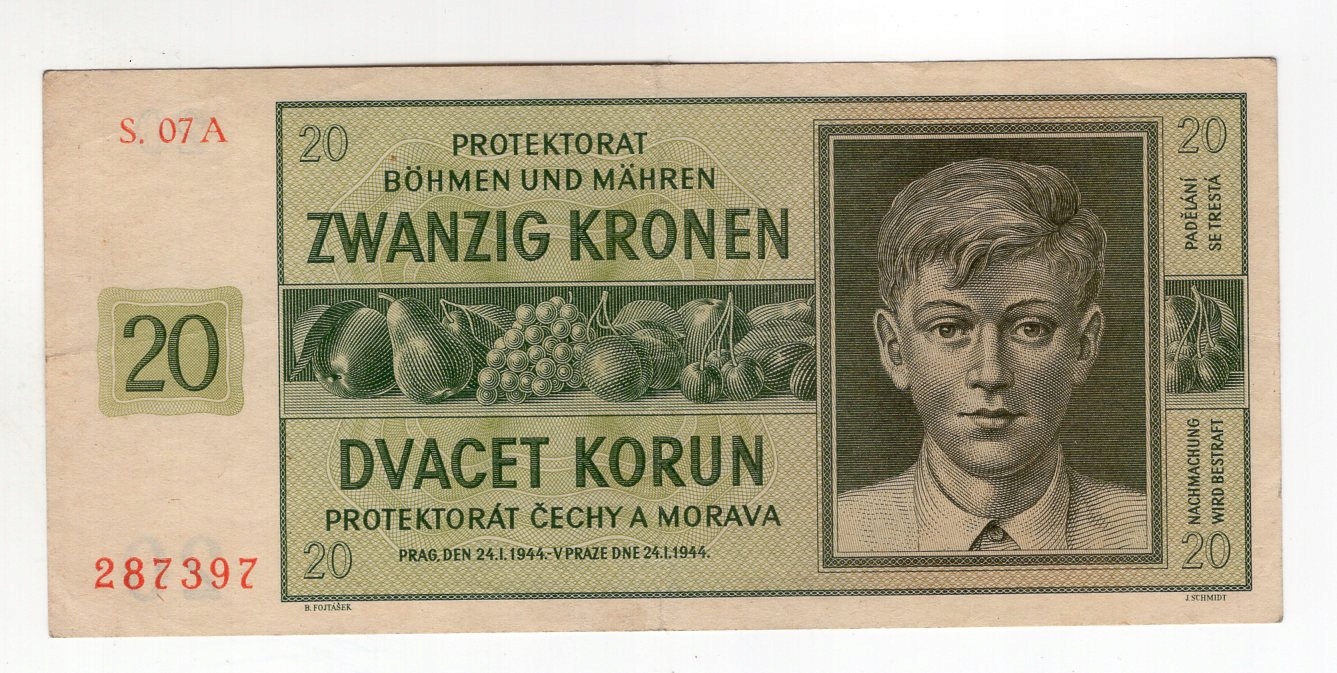 S. 07 A
20
PROTEKTORAT
BÖHMEN UND MÄHREN
ZWANZIG KRONEN
20
DVACET KORUN
PROTEKTORÁT ČECHY A MORAVA
PRAG, DEN 24.I.1944.-V PRAZE DNE 24.I.1944.
20
287397
B. FOJTÁŠEK
20
PADĚLÁNÍ
SE TRESTÁ
NACHMACHUNG
WIRD BESTRAFT
20
J. SCHMIDT